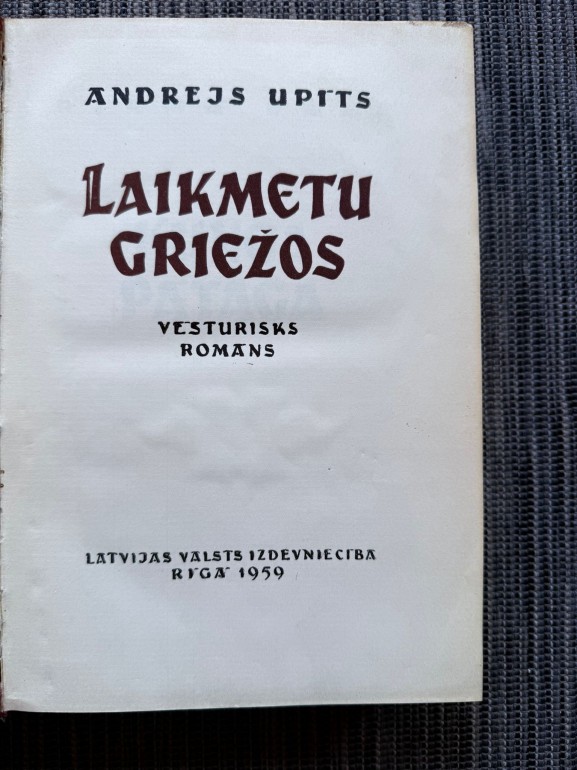 ANDREJS UPĪTS
LAIKMETU
GRIEŽOS
VĒSTURISKS
ROMĀNS
LATVIJAS VALSTS IZDEVNIECĪBA
RĪGĀ 1959